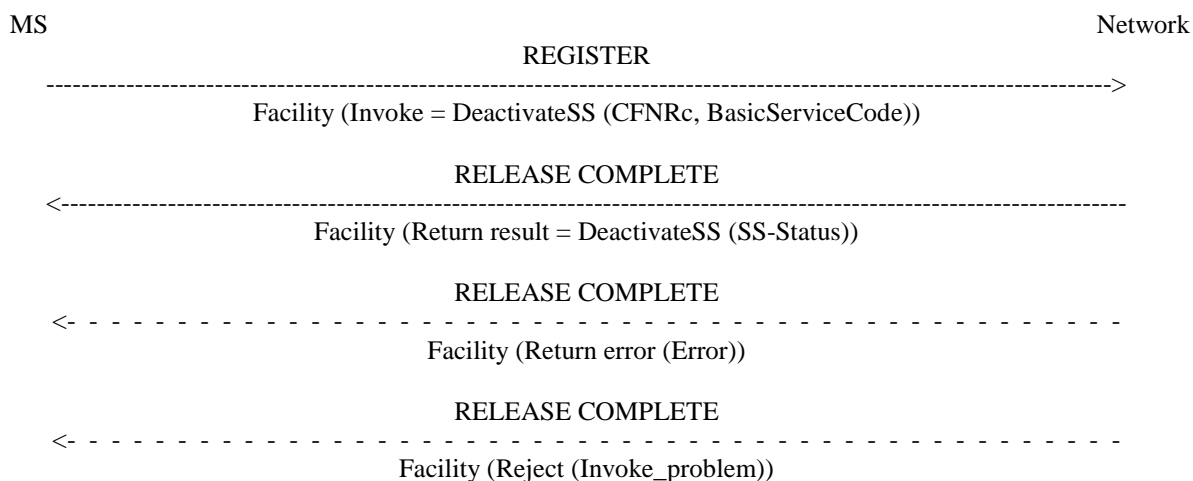 MS Network
REGISTER
Facility (Invoke = DeactivateSS (CFNRc, BasicServiceCode))
RELEASE COMPLETE
Facility (Return result = DeactivateSS (SS-Status))
RELEASE COMPLETE
Facility (Return error (Error))
RELEASE COMPLETE
Facility (Reject (Invoke_problem))